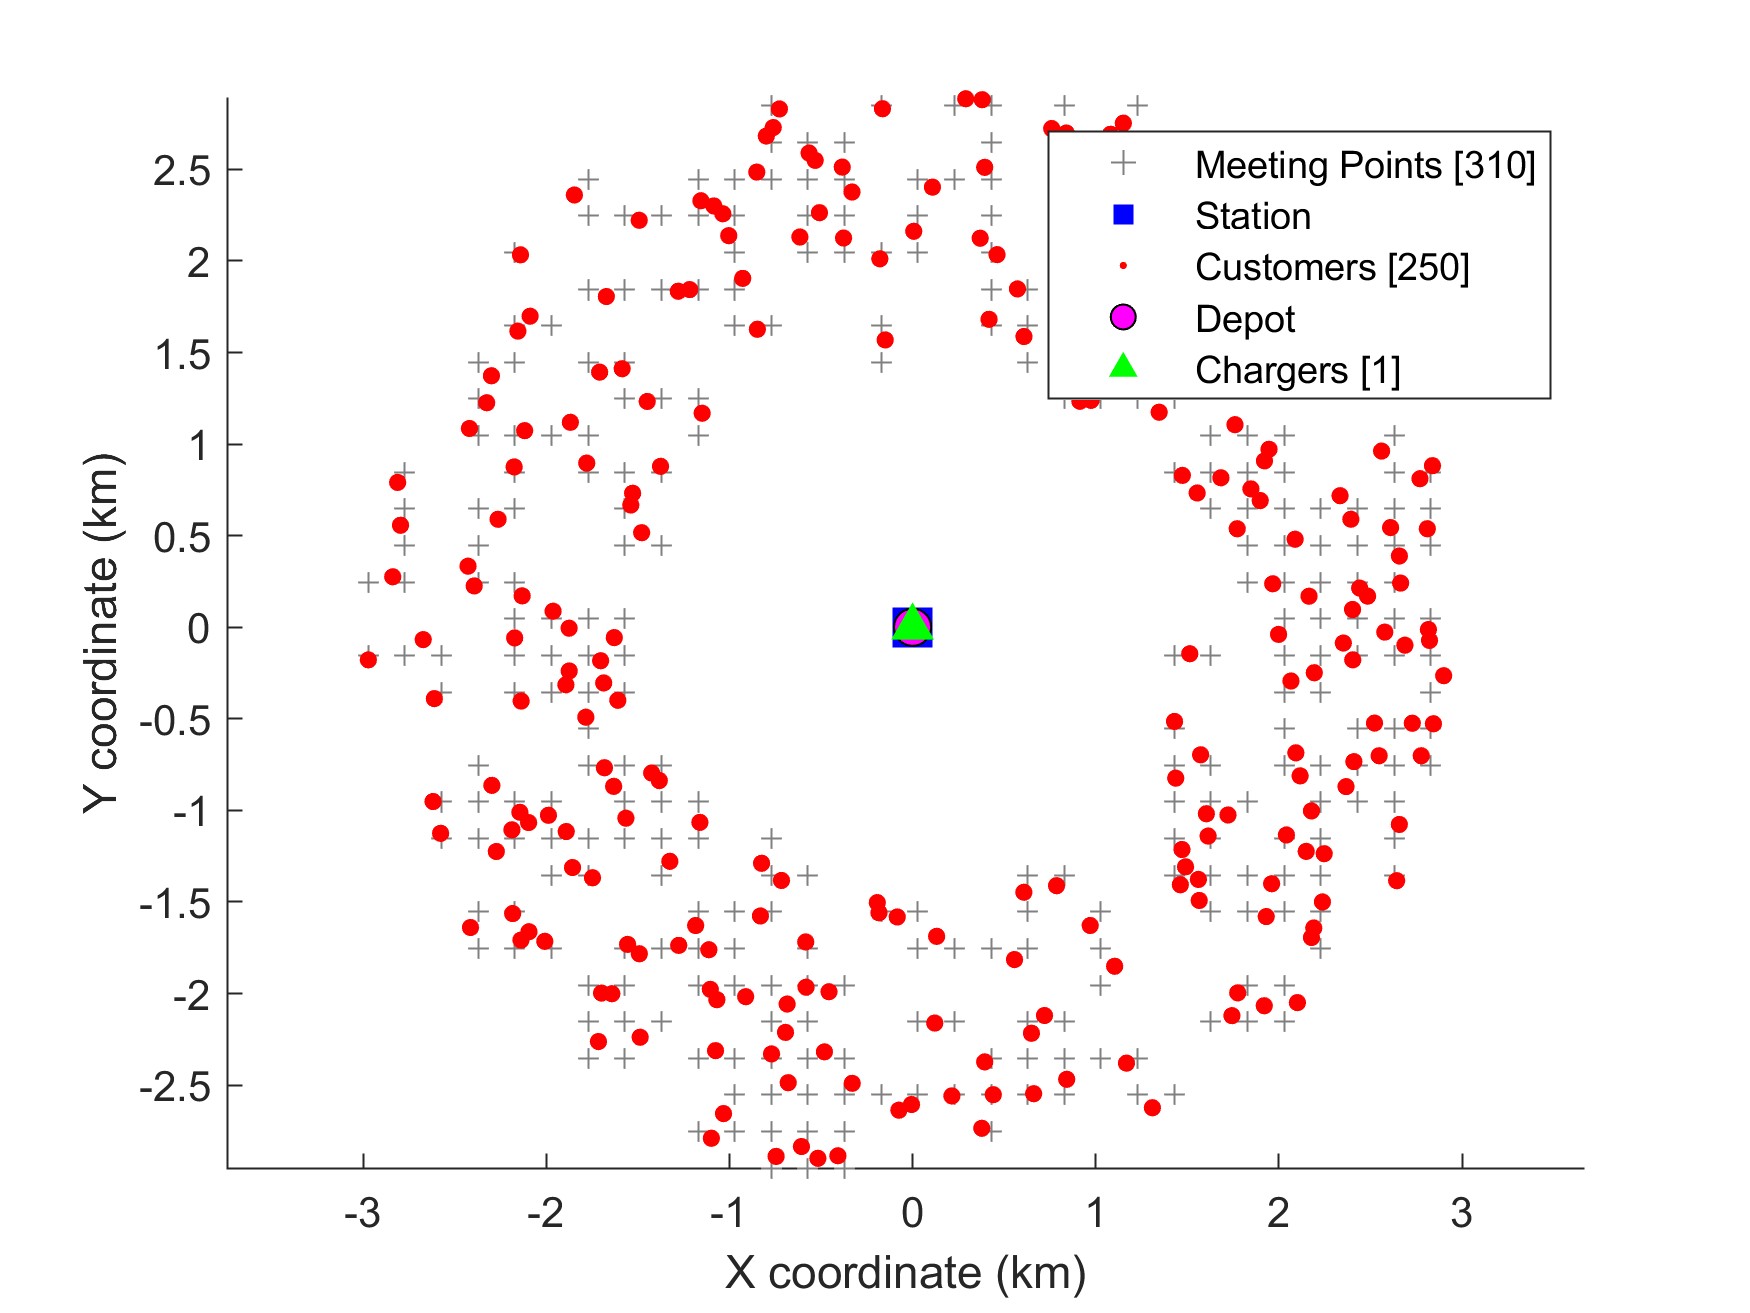 2.5
2
1.5
1
0.5
0
-0.5
-1
-1.5
-2
-2.5
Y coordinate (km)
Meeting Points [310]
Station
Customers [250]
Depot
Chargers [1]
-3 -2 -1 0 1 2 3
X coordinate (km)